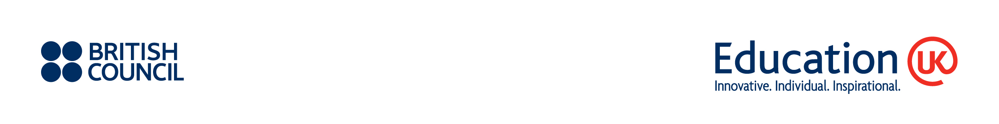 BRITISH
COUNCIL
Education UK
Innovative. Individual. Inspirational.